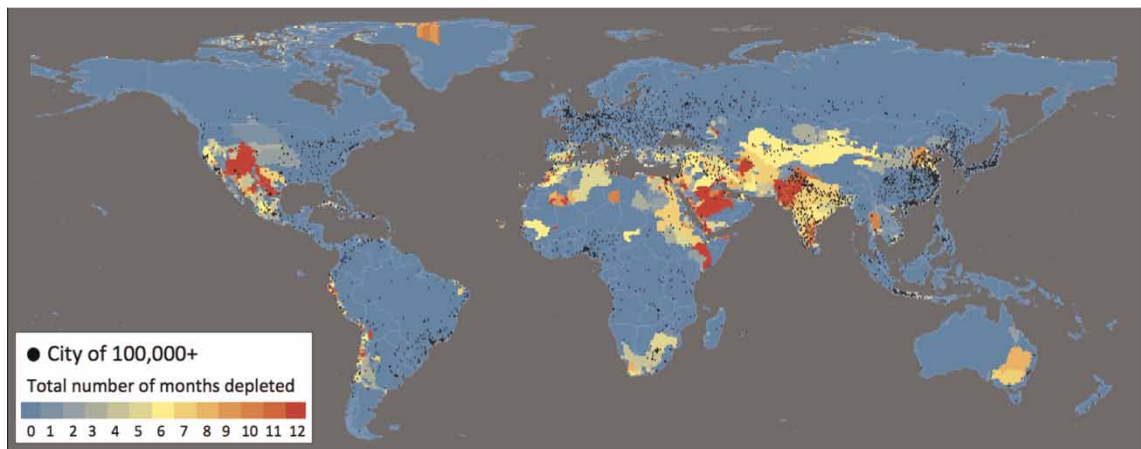 City of 100,000+
Total number of months depleted
0 1 2 3 4 5 6 7 8 9 10 11 12